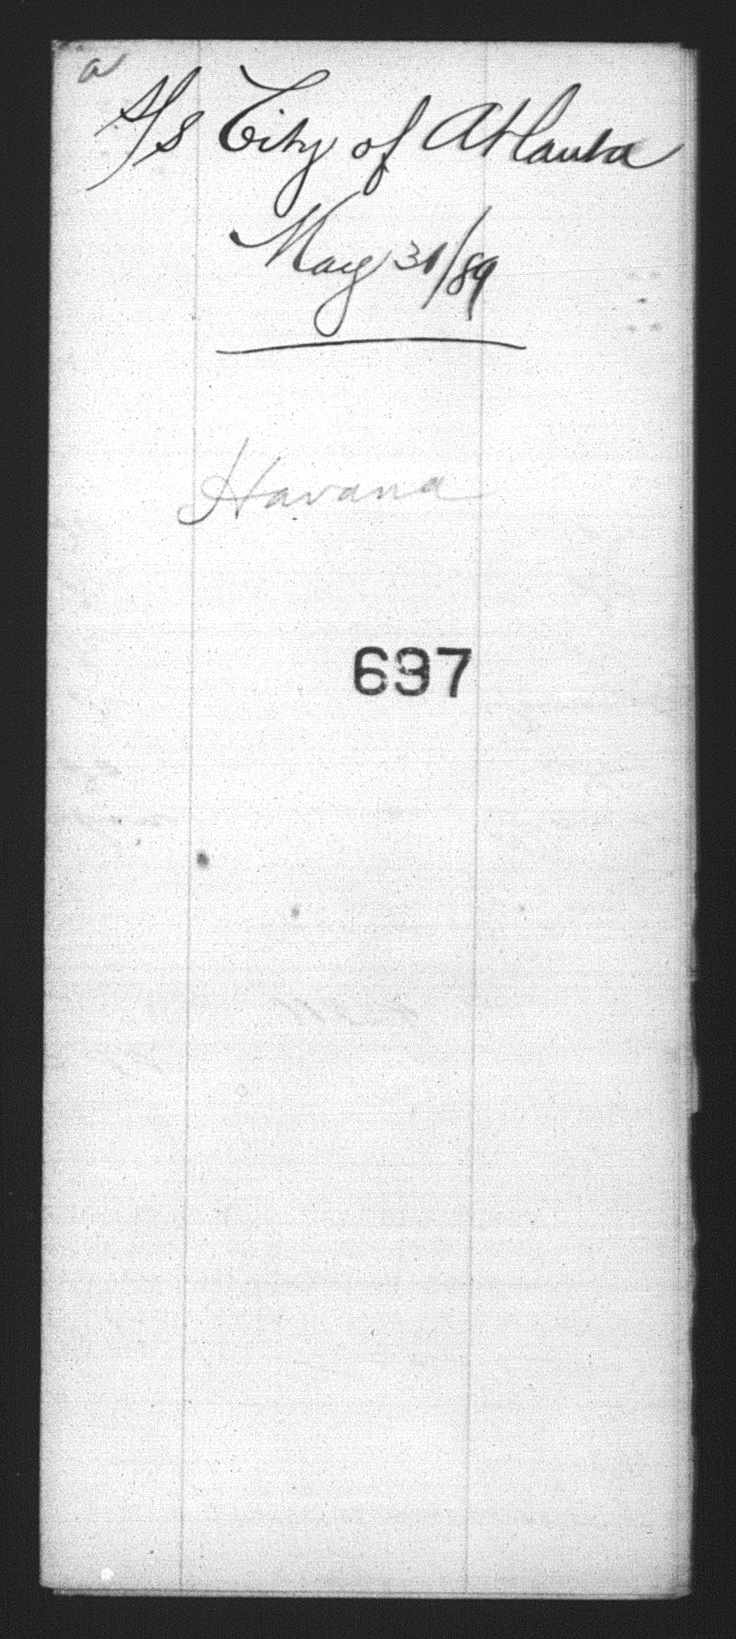 a
S/S City of Atlanta
May 31/89
Havana
697